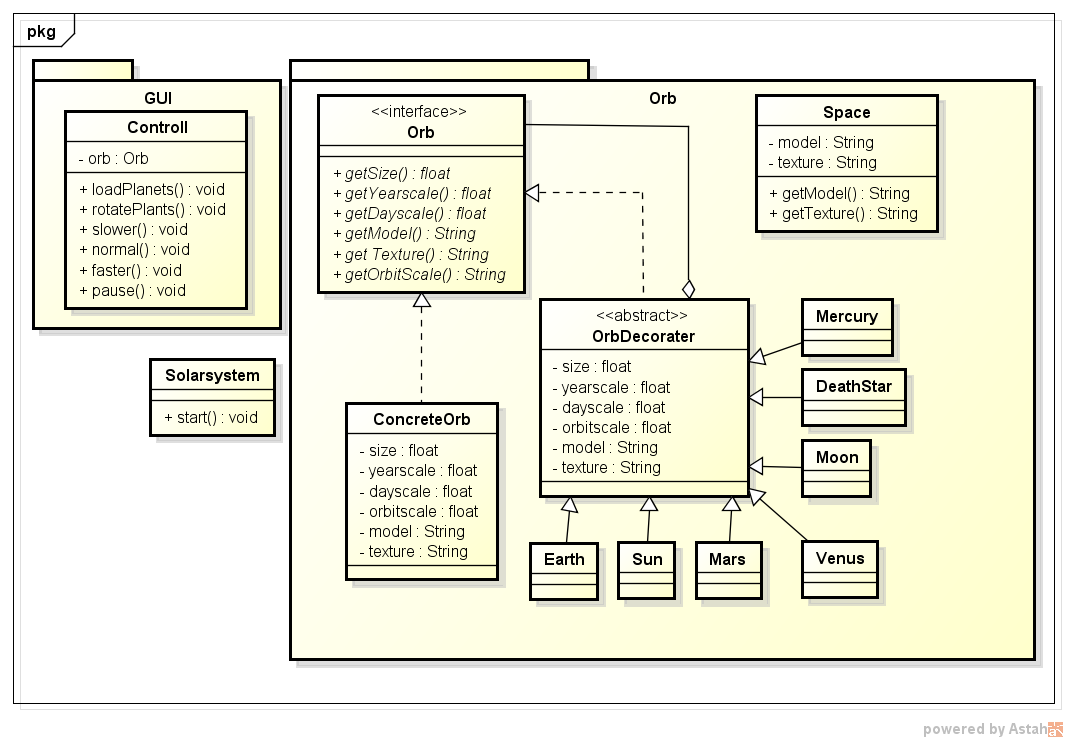 pkg
GUI
Controll
- orb : Orb
+ loadPlanets() : void
+ rotatePlants() : void
+ slower() : void
+ normal() : void
+ faster() : void
+ pause() : void
Solarsystem
+ start() : void
Orb
<<interface>>
Orb
+ getSize() : float
+ getYearscale() : float
+ getDayscale() : float
+ getModel() : String
+ get Texture() : String
+ getOrbitScale() : String
Space
- model : String
- texture : String
+ getModel() : String
+ getTexture() : String
ConcreteOrb
- size : float
- yearscale : float
- dayscale : float
- orbitscale : float
- model : String
- texture : String
<<abstract>>
OrbDecorater
- size : float
- yearscale : float
- dayscale : float
- orbitscale : float
- model : String
- texture : String
Mercury
DeathStar
Moon
Earth
Sun
Mars
Venus
powered by Astah